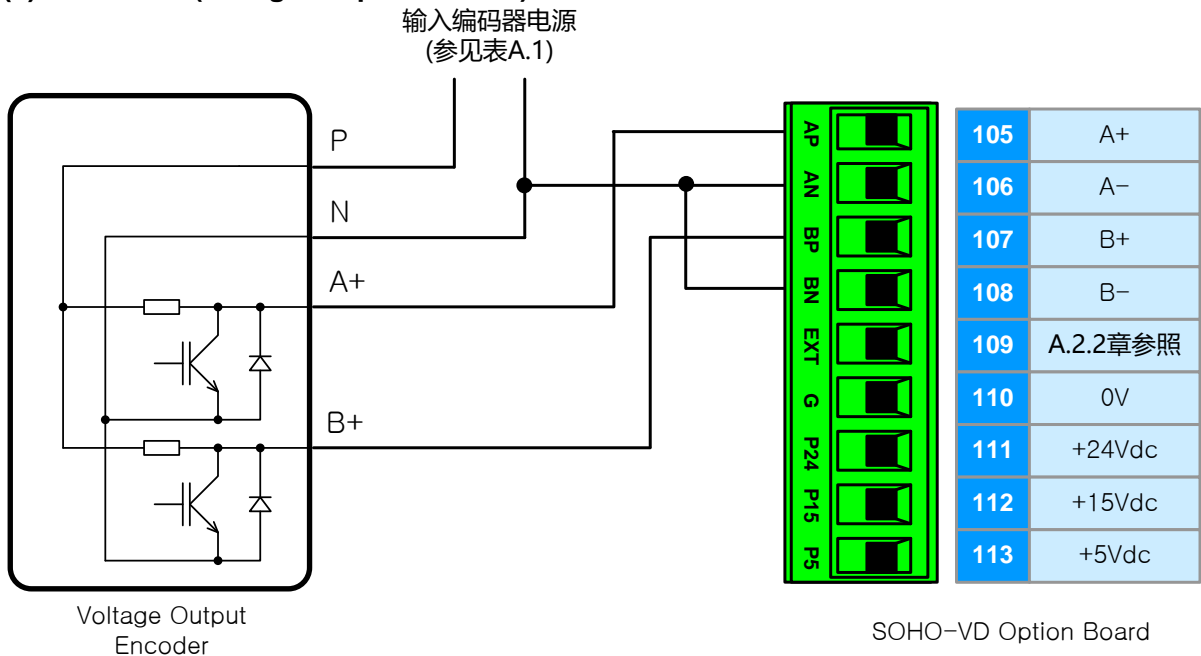 输入编码器电源
(参见表A.1)
P
N
A+
B+
Voltage Output
Encoder
AP
AN
BP
BN
EXT
G
P24
P15
P5
105 A+
106 A-
107 B+
108 B-
109 A.2.2章参照
110 0V
111 +24Vdc
112 +15Vdc
113 +5Vdc
SOHO-VD Option Board